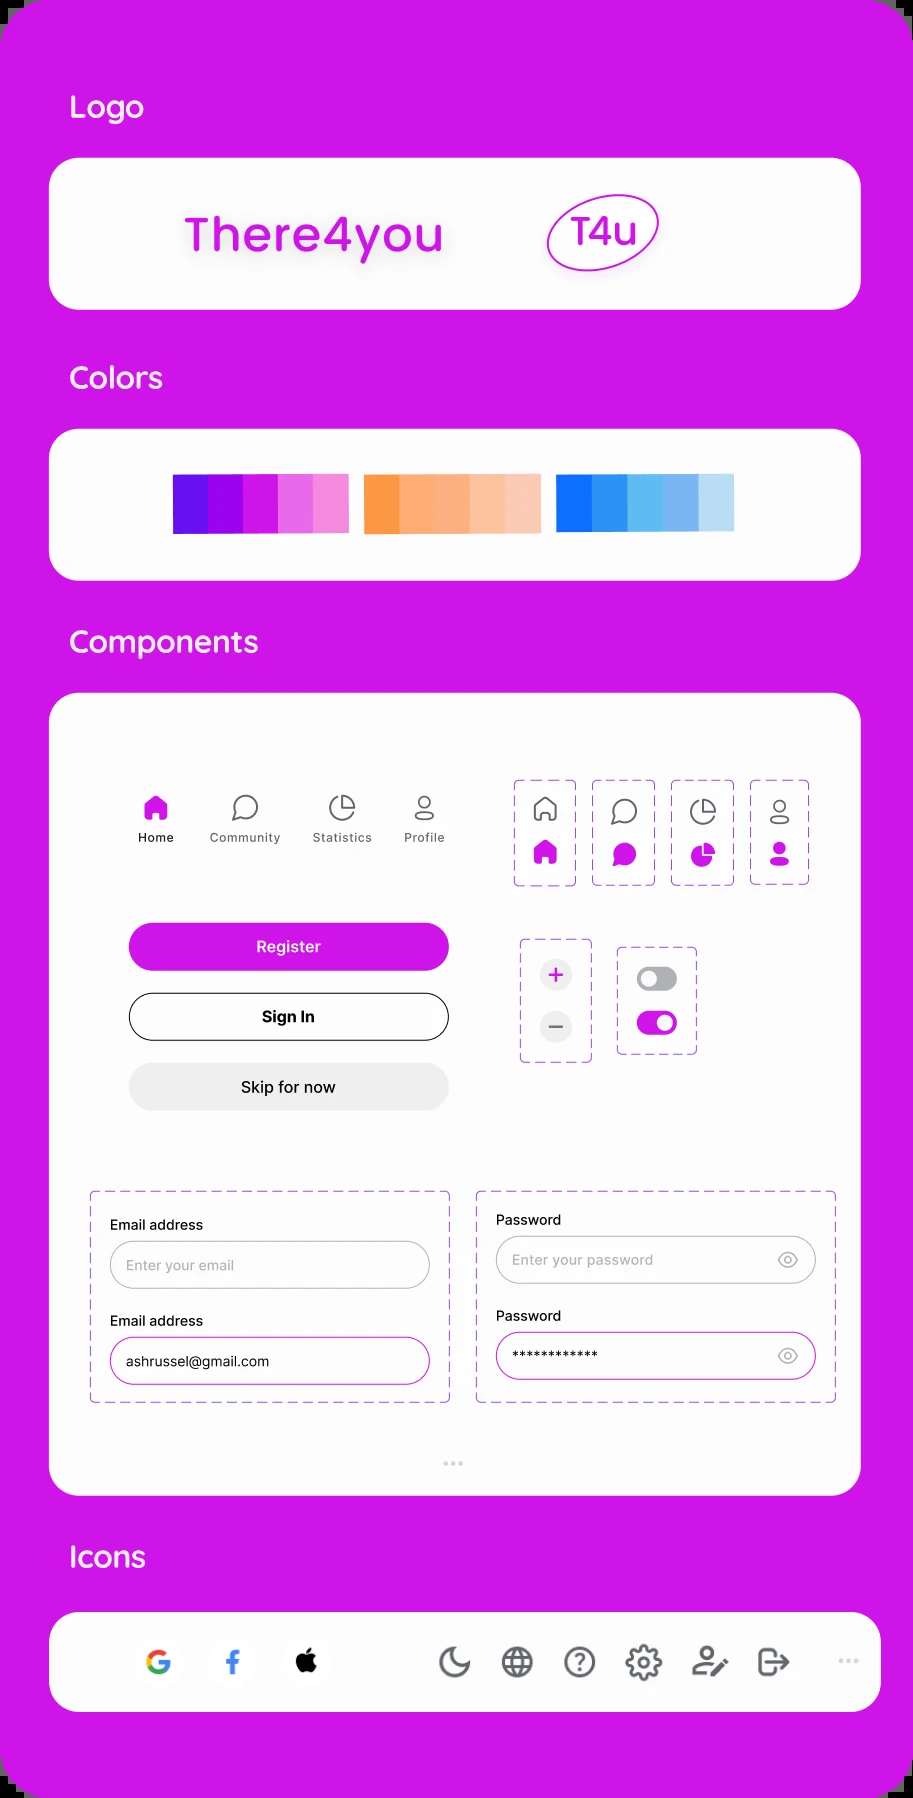 Logo
There4you
T4u
Colors
Components
Home Community Statistics Profile
Register
Sign In
Skip for now
Email address
Enter your email
Email address
ashrussel@gmail.com
Password
Enter your password
Password
************
...
Icons
...